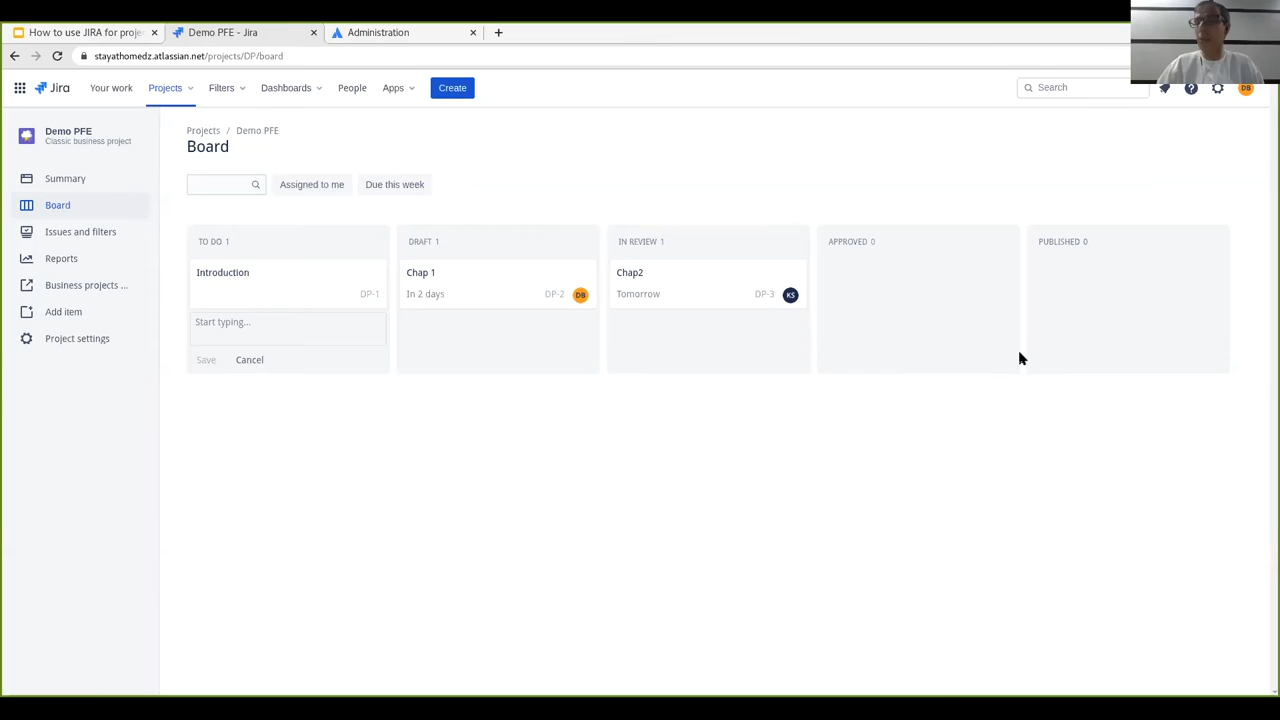 How to use JIRA for proje
Demo PFE - Jira
Administration
stayathomedz.atlassian.net/projects/DP/board
Jira
Your work
Projects
Filters
Dashboards
People
Apps
Create
Search
DB
Demo PFE
Classic business project
Summary
Board
Issues and filters
Reports
Business projects ...
Add item
Project settings
Projects / Demo PFE
Board
Assigned to me
Due this week
TO DO 1
Introduction
DP-1
Start typing...
Save
Cancel
DRAFT 1
Chap 1
In 2 days
DP-2
DB
IN REVIEW 1
Chap2
Tomorrow
DP-3
KS
APPROVED 0
PUBLISHED 0